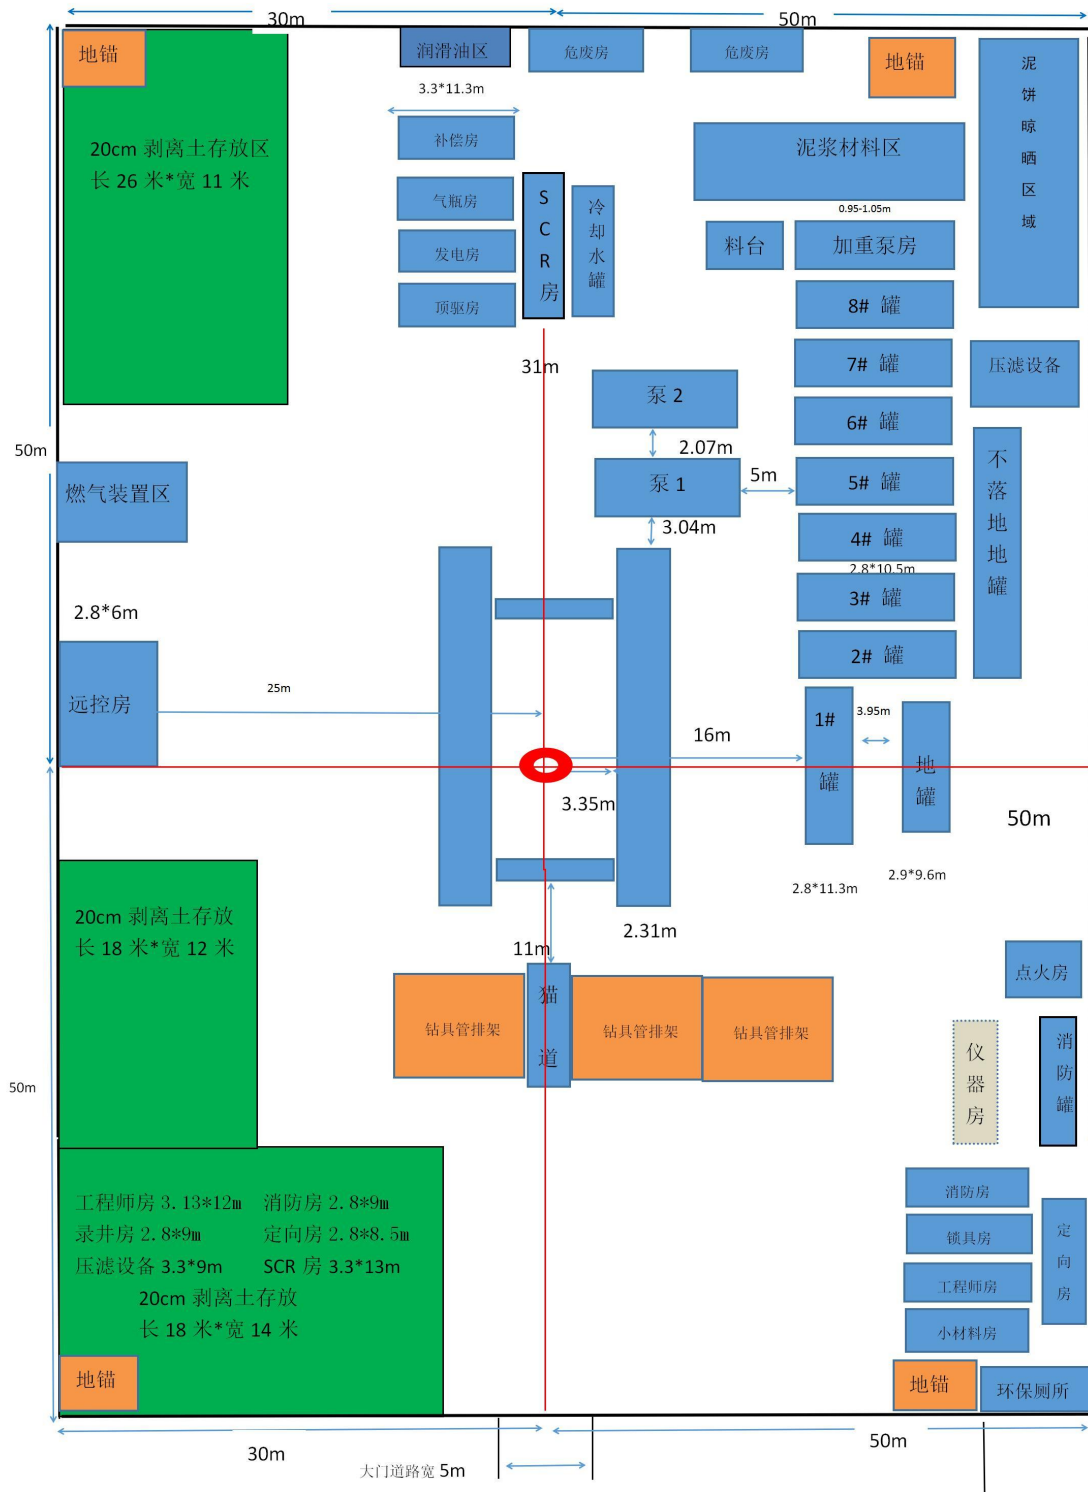 30m
50m
地锚
润滑油区
危废房
危废房
地锚
泥饼晾晒区域
3.3*11.3m
20cm 剥离土存放区
长 26 米*宽 11 米
补偿房
泥浆材料区
气瓶房
SCR房
冷却水罐
0.95-1.05m
发电房
料台
加重泵房
顶驱房
8# 罐
31m
7# 罐
压滤设备
泵 2
6# 罐
50m
2.07m
燃气装置区
泵 1
5m
5# 罐
不落地地罐
3.04m
4# 罐
2.8*10.5m
3# 罐
2.8*6m
2# 罐
远控房
25m
16m
1#罐
3.95m
地罐
3.35m
50m
2.8*11.3m
2.9*9.6m
20cm 剥离土存放
长 18 米*宽 12 米
2.31m
11m
猫道
点火房
钻具管排架
钻具管排架
钻具管排架
仪器房
消防罐
50m
工程师房 3.13*12m 消防房 2.8*9m
录井房 2.8*9m 定向房 2.8*8.5m
压滤设备 3.3*9m SCR 房 3.3*13m
20cm 剥离土存放
长 18 米*宽 14 米
消防房
锁具房
定向房
工程师房
小材料房
地锚
地锚
环保厕所
30m
50m
大门道路宽 5m